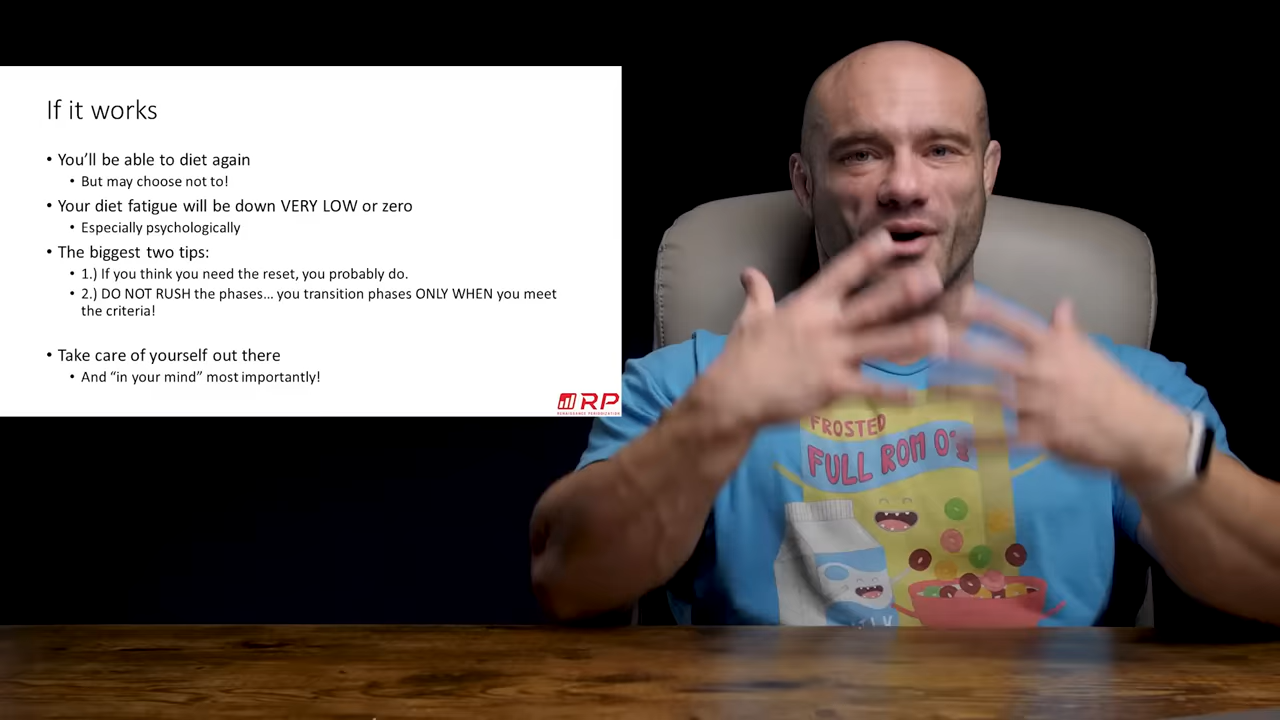 If it works
• You'll be able to diet again
• But may choose not to!
• Your diet fatigue will be down VERY LOW or zero
• Especially psychologically
• The biggest two tips:
• 1.) If you think you need the reset, you probably do.
• 2.) DO NOT RUSH the phases... you transition phases ONLY WHEN you meet
the criteria!
• Take care of yourself out there
• And “in your mind” most importantly!
RP
RENAISSANCE PERIODIZATION
FROSTED
FULL ROM O's
MILK